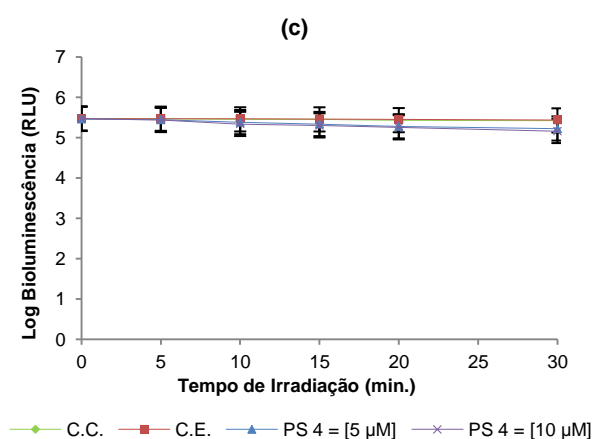 (c)
Log Bioluminescência (RLU)
7
6
5
4
3
2
1
0
0 5 10 15 20 25 30
Tempo de Irradiação (min.)
C.C. C.E. PS 4 = [5 µM] PS 4 = [10 µM]